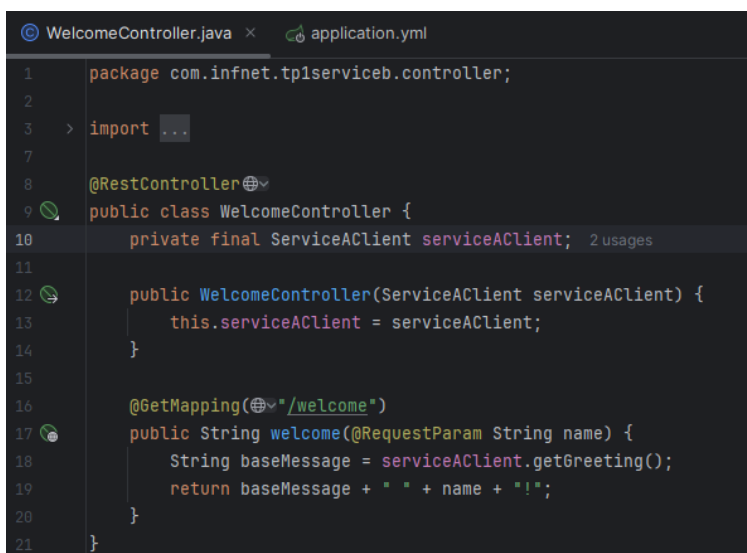 WelcomeController.java × application.yml
1 package com.infnet.tp1serviceb.controller;
2
3 > import ...
7
8 @RestController
9 public class WelcomeController {
10 private final ServiceAClient serviceAClient; 2 usages
11
12 public WelcomeController(ServiceAClient serviceAClient) {
13 this.serviceAClient = serviceAClient;
14 }
15
16 @GetMapping("/welcome")
17 public String welcome(@RequestParam String name) {
18 String baseMessage = serviceAClient.getGreeting();
19 return baseMessage + " " + name + "!";
20 }
21 }